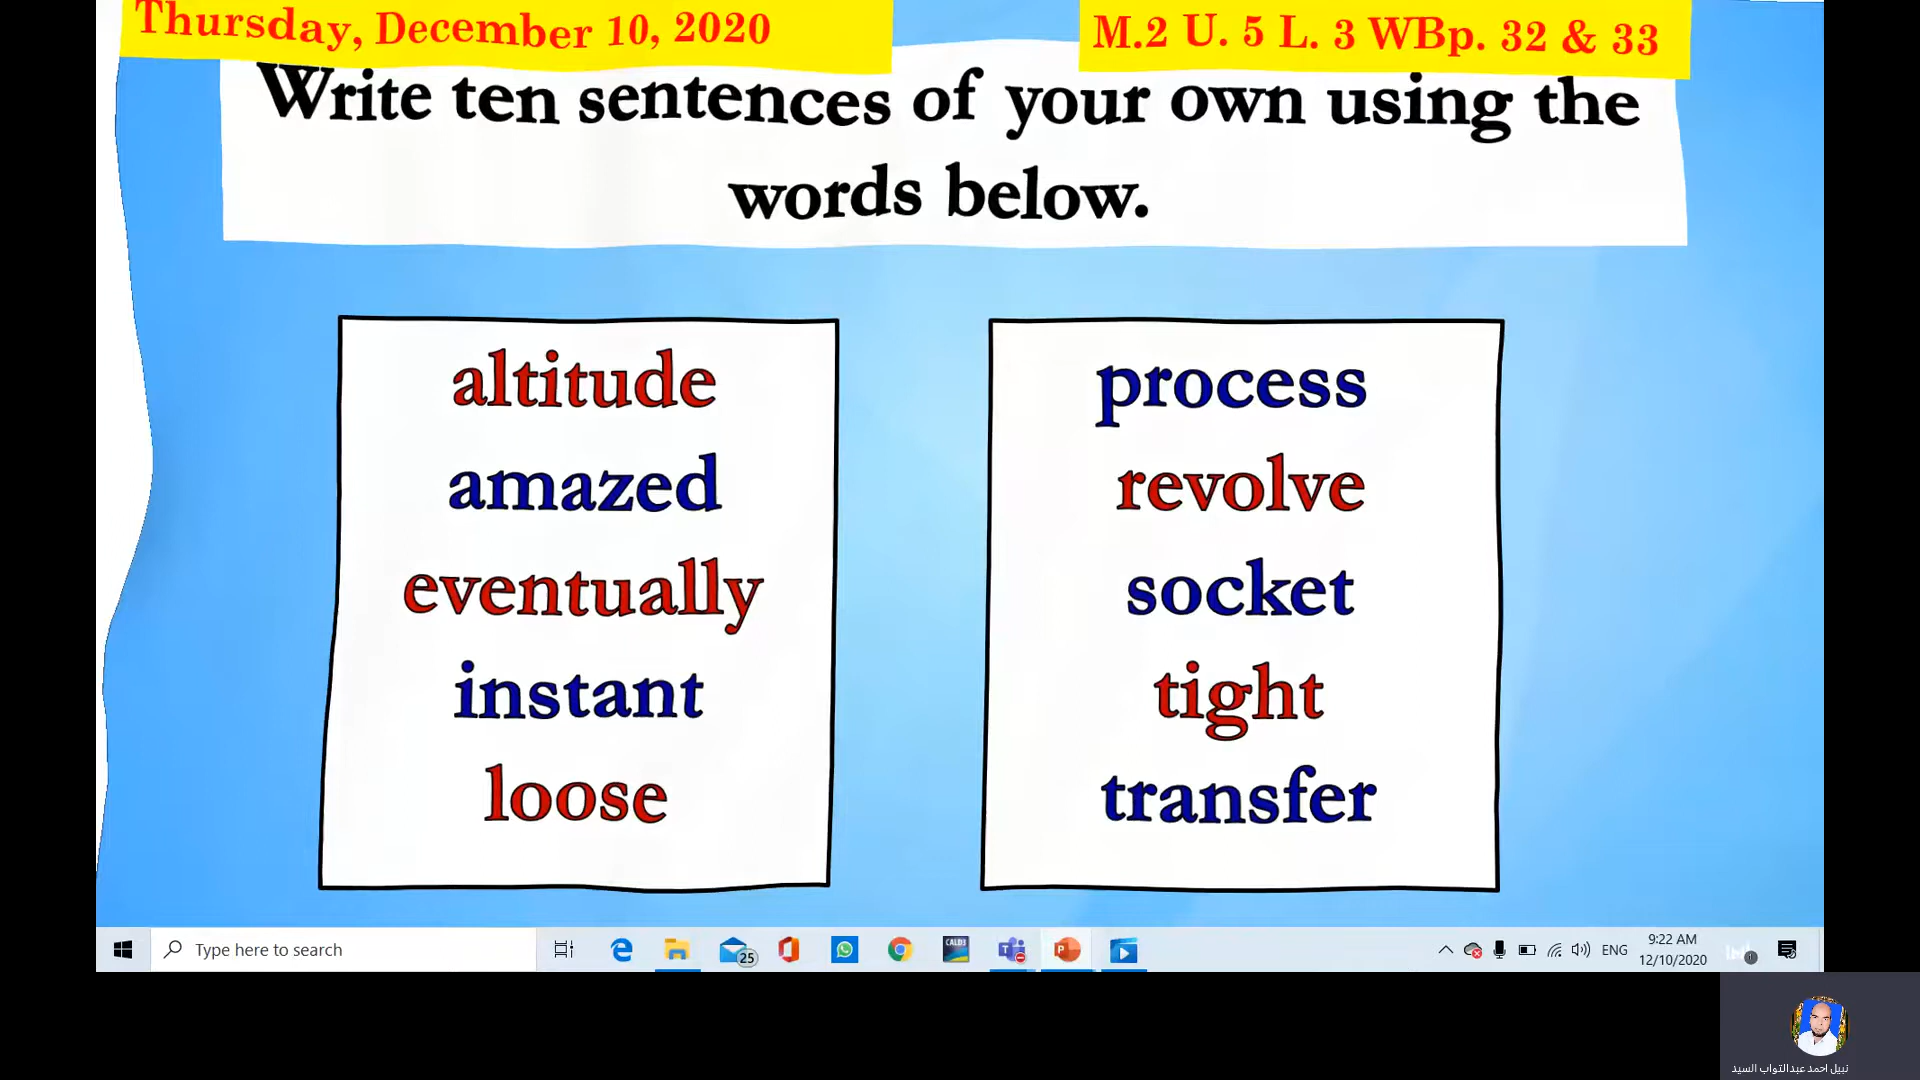 Thursday, December 10, 2020
M.2 U. 5 L. 3 WBp. 32 & 33
Write ten sentences of your own using the
words below.
altitude
amazed
eventually
instant
loose
process
revolve
socket
tight
transfer
Type here to search
25
CALD3
ENG
9:22 AM
12/10/2020
نبيل احمد عبدالتواب السيد